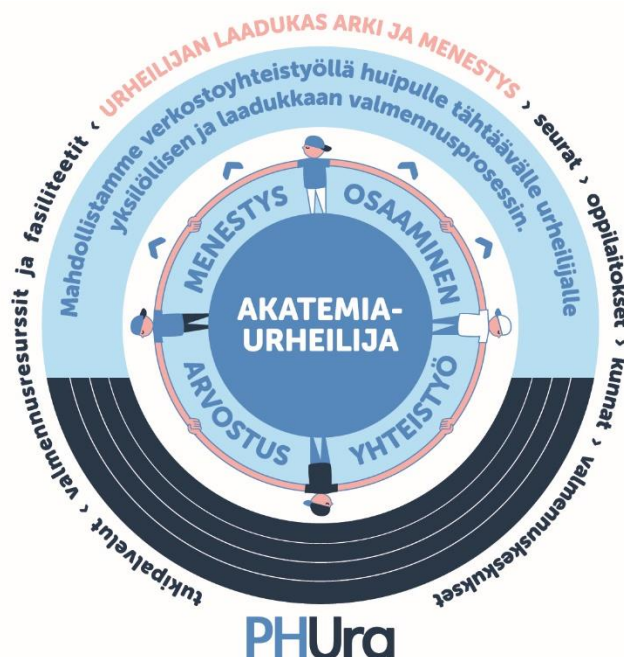 URHEILIJAN LAADUKAS ARKI JA MENESTYS
› seurat › oppilaitokset › kunnat › valmennuskeskukset
tukipalvelut ‹ valmennusresurssit ja fasiliteetit ‹
Mahdollistamme verkostoyhteistyöllä huipulle tähtäävälle urheilijalle
yksilöllisen ja laadukkaan valmennusprosessin.
MENESTYS
OSAAMINEN
AKATEMIA-
URHEILIJA
ARVOSTUS
YHTEISTYÖ
PHUra